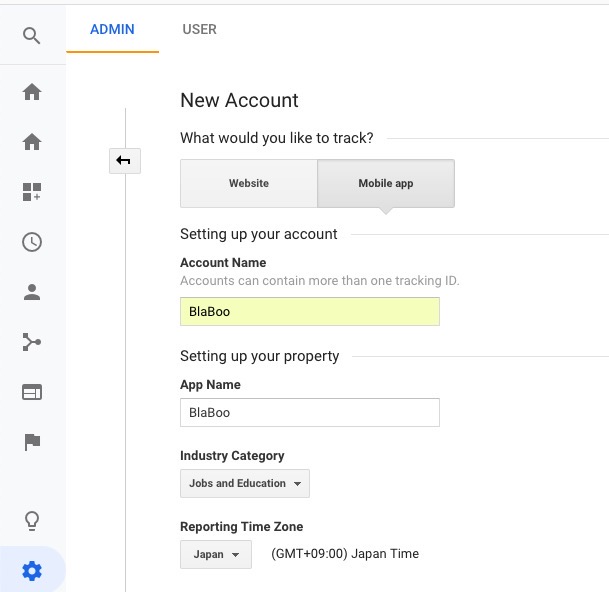 ADMIN USER
New Account
What would you like to track?
Website Mobile app
Setting up your account
Account Name
Accounts can contain more than one tracking ID.
BlaBoo
Setting up your property
App Name
BlaBoo
Industry Category
Jobs and Education
Reporting Time Zone
Japan (GMT+09:00) Japan Time